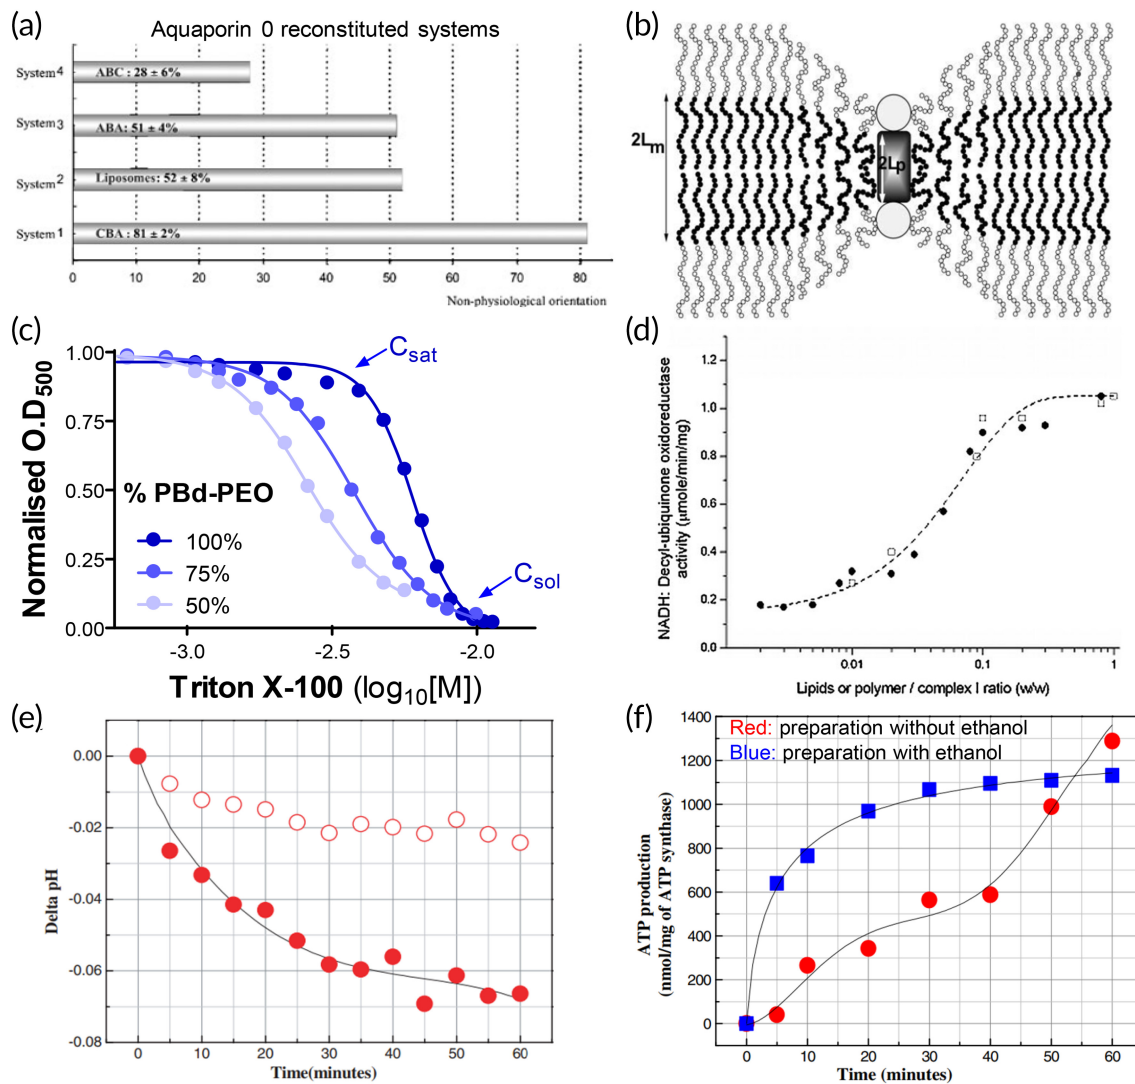 (a)
Aquaporin 0 reconstituted systems
System4
ABC : 28 ± 6%
System3
ABA: 51 ± 4%
System2
Liposomes: 52 ± 8%
System1
CBA: 81 ± 2%
0 10 20 30 40 50 60 70 80
Non-physiological orientation
(b)
2Lm
2Lp
(c)
Normalised O.D500
1.00
0.75
0.50
0.25
0.00
Csat
% PBd-PEO
100%
75%
50%
Csol
-3.0 -2.5 -2.0
Triton X-100 (log10[M])
(d)
NADH: Decyl-ubiquinone oxidoreductase
activity (µmole/min/mg)
1.2
1.0
0.8
0.6
0.4
0.2
0.0
0.01 0.1 1
Lipids or polymer / complex I ratio (w/w)
(e)
Delta pH
0.00
-0.02
-0.04
-0.06
-0.08
0 10 20 30 40 50 60
Time(minutes)
(f)
Red: preparation without ethanol
Blue: preparation with ethanol
ATP production
(nmol/mg of ATP synthase)
1400
1200
1000
800
600
400
200
0
0 10 20 30 40 50 60
Time (minutes)